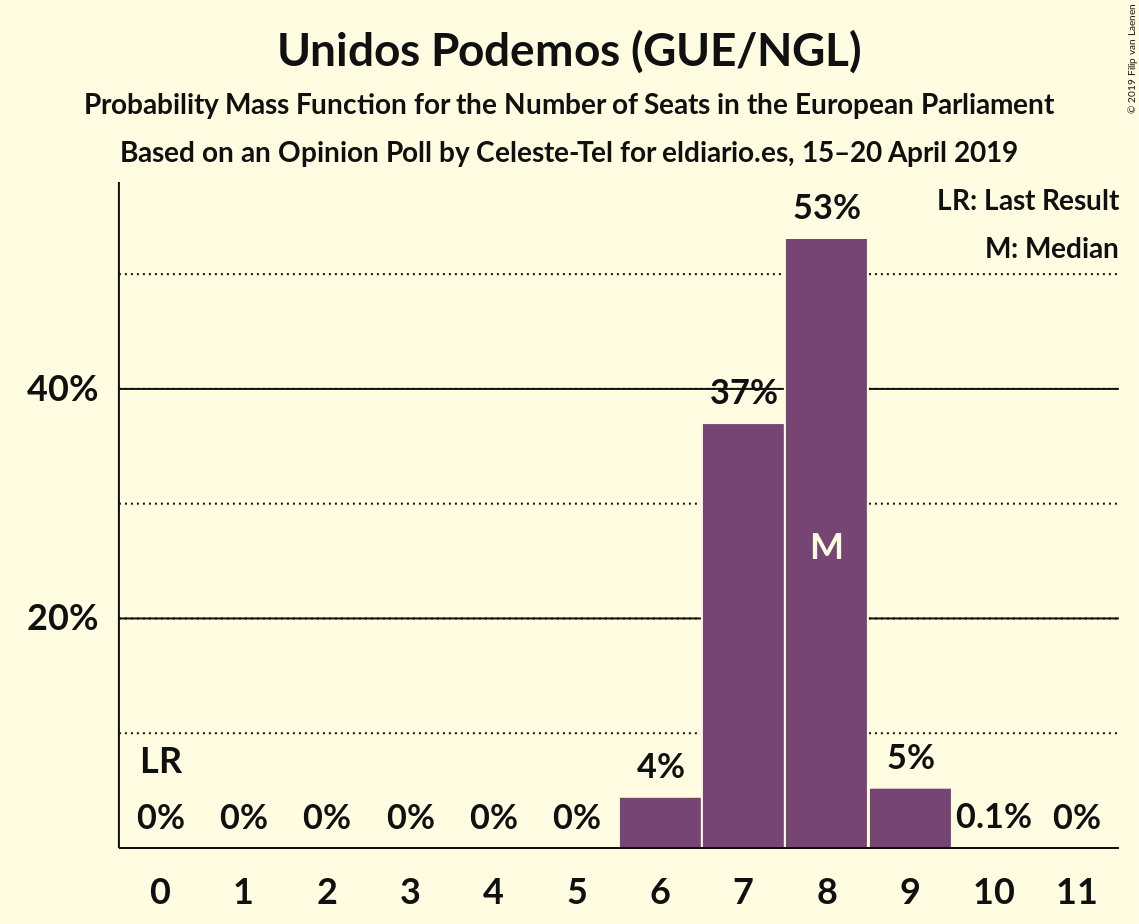 Unidos Podemos (GUE/NGL)
Probability Mass Function for the Number of Seats in the European Parliament
Based on an Opinion Poll by Celeste-Tel for eldiario.es, 15–20 April 2019
© 2019 Filip van Laenen
LR: Last Result
M: Median
53%
40%
37%
M
20%
LR
0% 0% 0% 0% 0% 0% 4% 5% 0.1% 0%
0 1 2 3 4 5 6 7 8 9 10 11